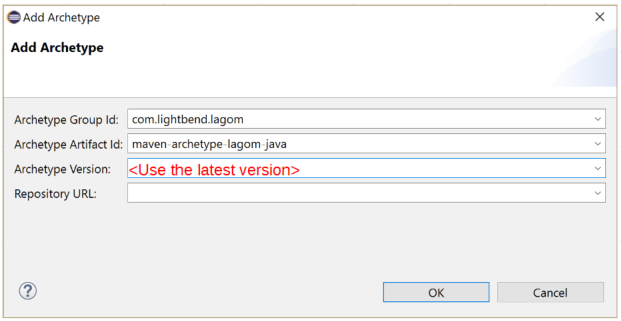 Add Archetype
Add Archetype
Archetype Group Id: com.lightbend.lagom
Archetype Artifact Id: maven-archetype-lagom-java
Archetype Version: <Use the latest version>
Repository URL:
?
OK Cancel